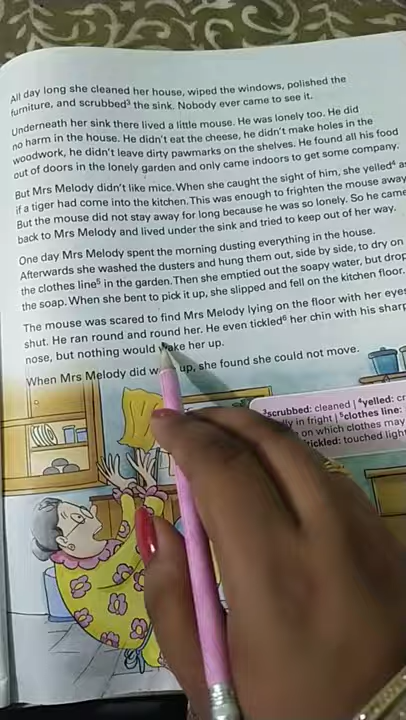 All day long she cleaned her house, wiped the windows, polished the
furniture, and scrubbed³ the sink. Nobody ever came to see it.
Underneath her sink there lived a little mouse. He was lonely too. He did
no harm in the house. He didn't eat the cheese, he didn't make holes in the
woodwork, he didn't leave dirty pawmarks on the shelves. He found all his food
out of doors in the lonely garden and only came indoors to get some company.
But Mrs Melody didn't like mice. When she caught the sight of him, she yelled⁴ as
if a tiger had come into the kitchen. This was enough to frighten the mouse away
But the mouse did not stay away for long because he was so lonely. So he came
back to Mrs Melody and lived under the sink and tried to keep out of her way.
One day Mrs Melody spent the morning dusting everything in the house.
Afterwards she washed the dusters and hung them out, side by side, to dry on
the clothes line⁵ in the garden. Then she emptied out the soapy water, but drop
the soap. When she bent to pick it up, she slipped and fell on the kitchen floor.
The mouse was scared to find Mrs Melody lying on the floor with her eyes
shut. He ran round and round her. He even tickled⁶ her chin with his sharp
nose, but nothing would wake her up.
When Mrs Melody did up, she found she could not move.
³scrubbed: cleaned | ⁴yelled: cr
in fright | ⁵clothes line:
on which clothes may
tickled: touched light